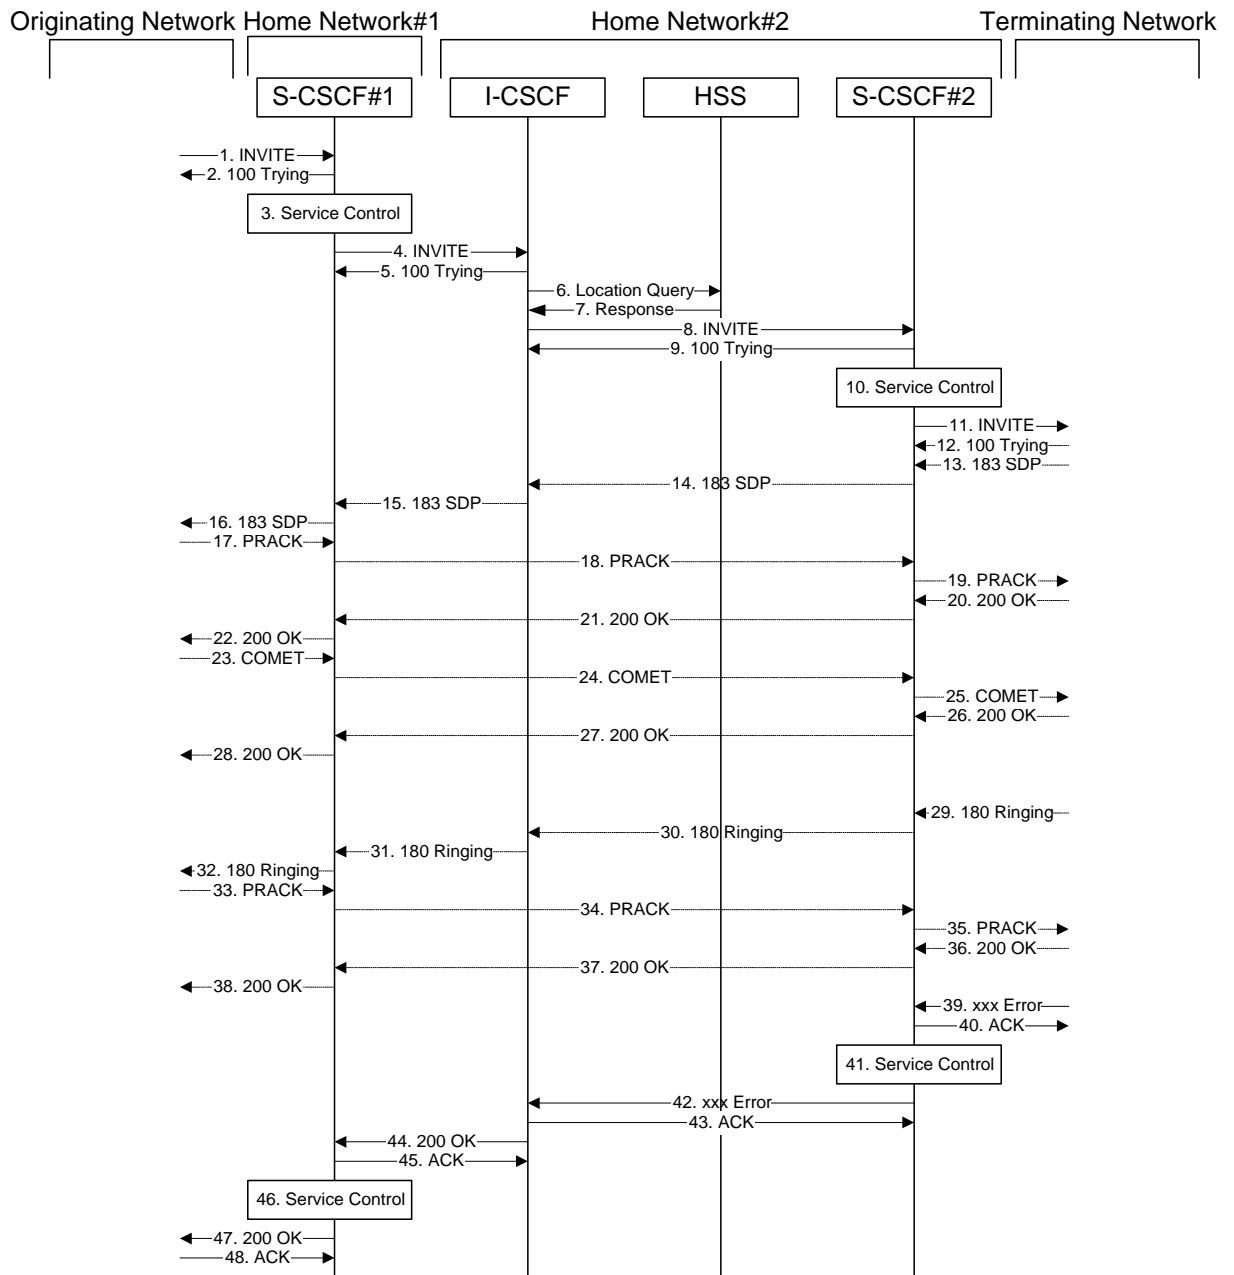 Originating Network Home Network#1 Home Network#2 Terminating Network
S-CSCF#1 I-CSCF HSS S-CSCF#2
1. INVITE
2. 100 Trying
3. Service Control
4. INVITE
5. 100 Trying
6. Location Query
7. Response
8. INVITE
9. 100 Trying
10. Service Control
11. INVITE
12. 100 Trying
13. 183 SDP
14. 183 SDP
15. 183 SDP
16. 183 SDP
17. PRACK
18. PRACK
19. PRACK
20. 200 OK
21. 200 OK
22. 200 OK
23. COMET
24. COMET
25. COMET
26. 200 OK
27. 200 OK
28. 200 OK
29. 180 Ringing
30. 180 Ringing
31. 180 Ringing
32. 180 Ringing
33. PRACK
34. PRACK
35. PRACK
36. 200 OK
37. 200 OK
38. 200 OK
39. xxx Error
40. ACK
41. Service Control
42. xxx Error
43. ACK
44. 200 OK
45. ACK
46. Service Control
47. 200 OK
48. ACK